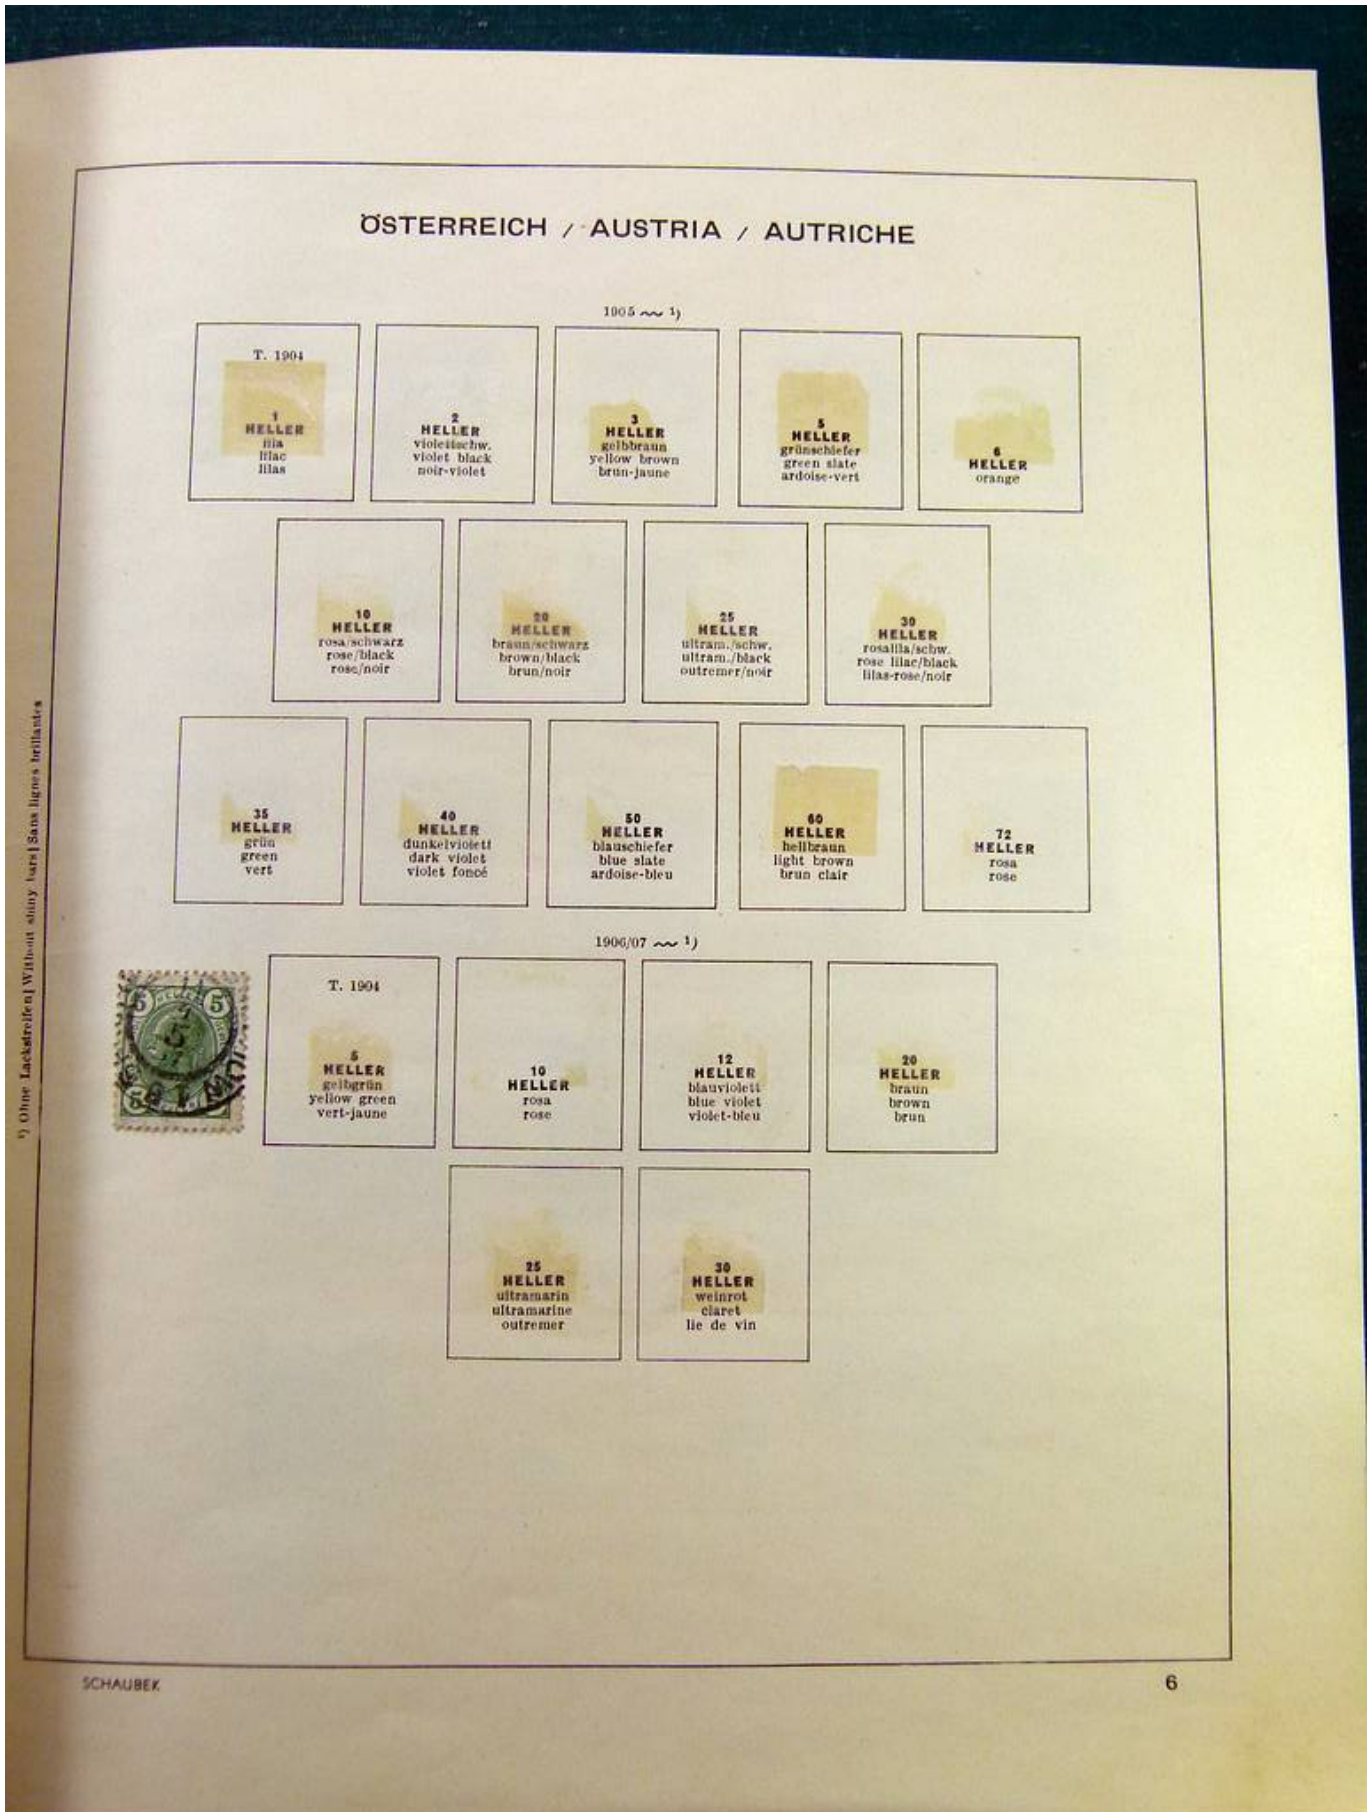 ÖSTERREICH / AUSTRIA / AUTRICHE
1905 ~~ ¹)
T. 1904
1
HELLER
lila
lilac
lilas
2
HELLER
violettschw.
violet black
noir-violet
3
HELLER
gelbbraun
yellow brown
brun-jaune
5
HELLER
grünschiefer
green slate
ardoise-vert
6
HELLER
orange
10
HELLER
rosa/schwarz
rose/black
rose/noir
20
HELLER
braun/schwarz
brown/black
brun/noir
25
HELLER
ultram./schw.
ultram./black
outremer/noir
30
HELLER
rosalila/schw.
rose lilac/black
lilas-rose/noir
35
HELLER
grün
green
vert
40
HELLER
dunkelviolett
dark violet
violet foncé
50
HELLER
blauschiefer
blue slate
ardoise-bleu
60
HELLER
hellbraun
light brown
brun clair
72
HELLER
rosa
rose
¹) Ohne Lackstreifen | Without shiny bars | Sans lignes brillantes
1906/07 ~~ ¹)
5 HELLER 5
5
T. 1904
5
HELLER
gelbgrün
yellow green
vert-jaune
10
HELLER
rosa
rose
12
HELLER
blauviolett
blue violet
violet-bleu
20
HELLER
braun
brown
brun
25
HELLER
ultramarin
ultramarine
outremer
30
HELLER
weinrot
claret
lie de vin
SCHAUBEK
6